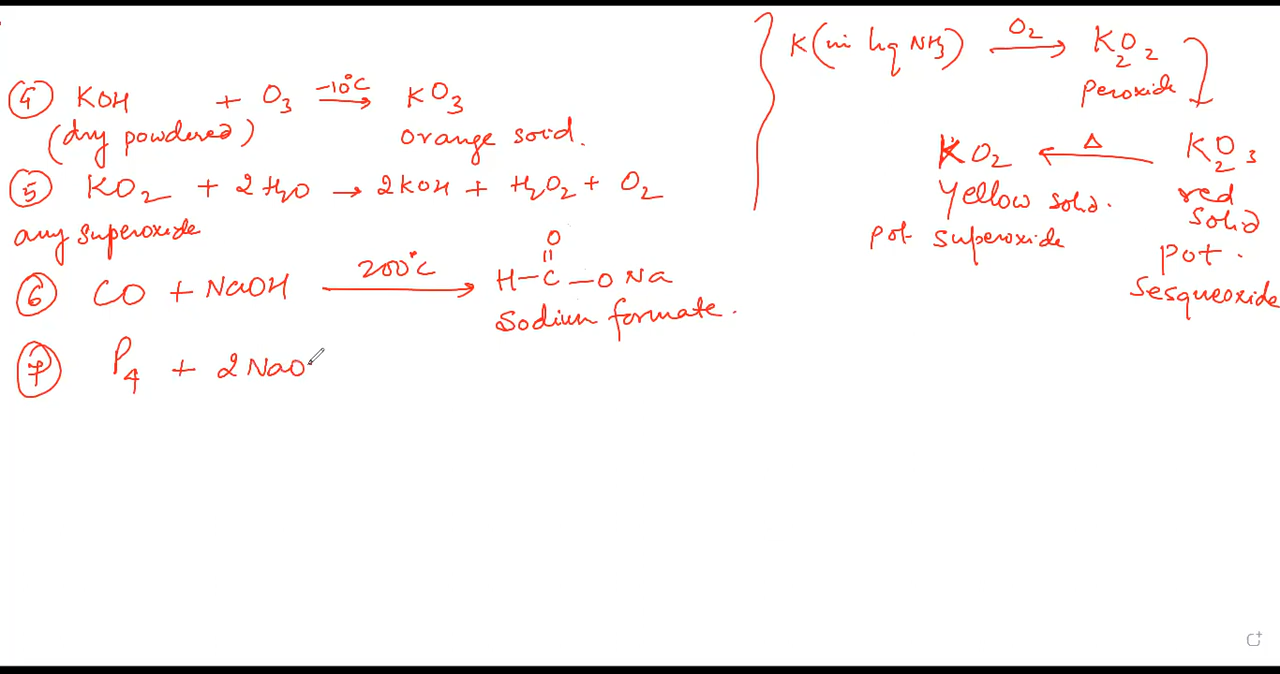 ④ KOH + O₃ –10°C→ KO₃
(dry powdered) orange soid.
⑤ KO₂ + 2H₂O → 2KOH + H₂O₂ + O₂
any superoxide
⑥ CO + NaOH 200°C→ H–C(=O)–O Na
Sodium formate.
⑦ P₄ + 2NaO
K(in liq NH₃) O₂→ K₂O₂
peroxide
KO₂ ←Δ K₂O₃
Yellow solid. red
solid
pot superoxide pot.
Sesqueoxide